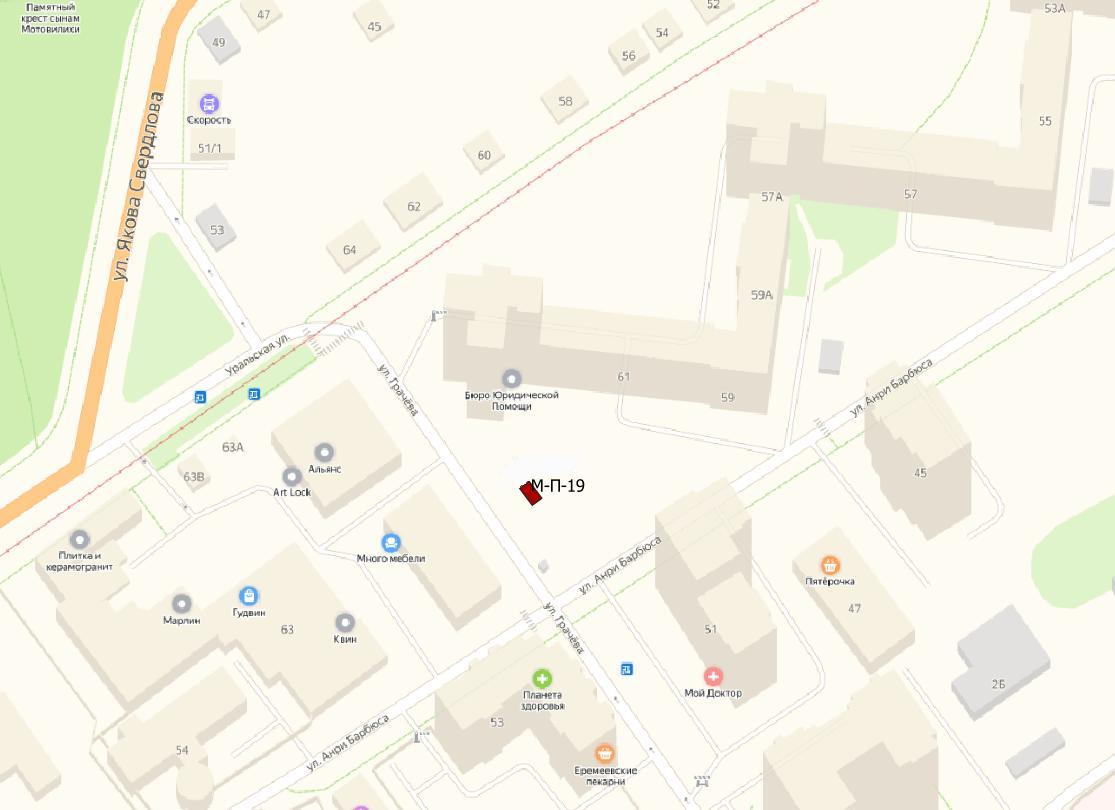 Памятный
крест сынам
Мотовилихи
47
45
49
52
54
56
53А
58
Скорость
51/1
60
55
ул. Якова Свердлова
57А
57
62
53
64
59А
Уральская ул.
ул. Грачёва
61
59
Бюро Юридической
Помощи
ул. Анри Барбюса
63А
Альянс
63В
Art Lock
45
М-П-19
Плитка и
керамогранит
Много мебели
ул. Анри Барбюса
Пятёрочка
47
Гудвин
Марлин
63
Квин
ул. Грачёва
51
Мой Доктор
2Б
Планета
здоровья
53
54
ул. Анри Барбюса
Еремеевские
пекарни